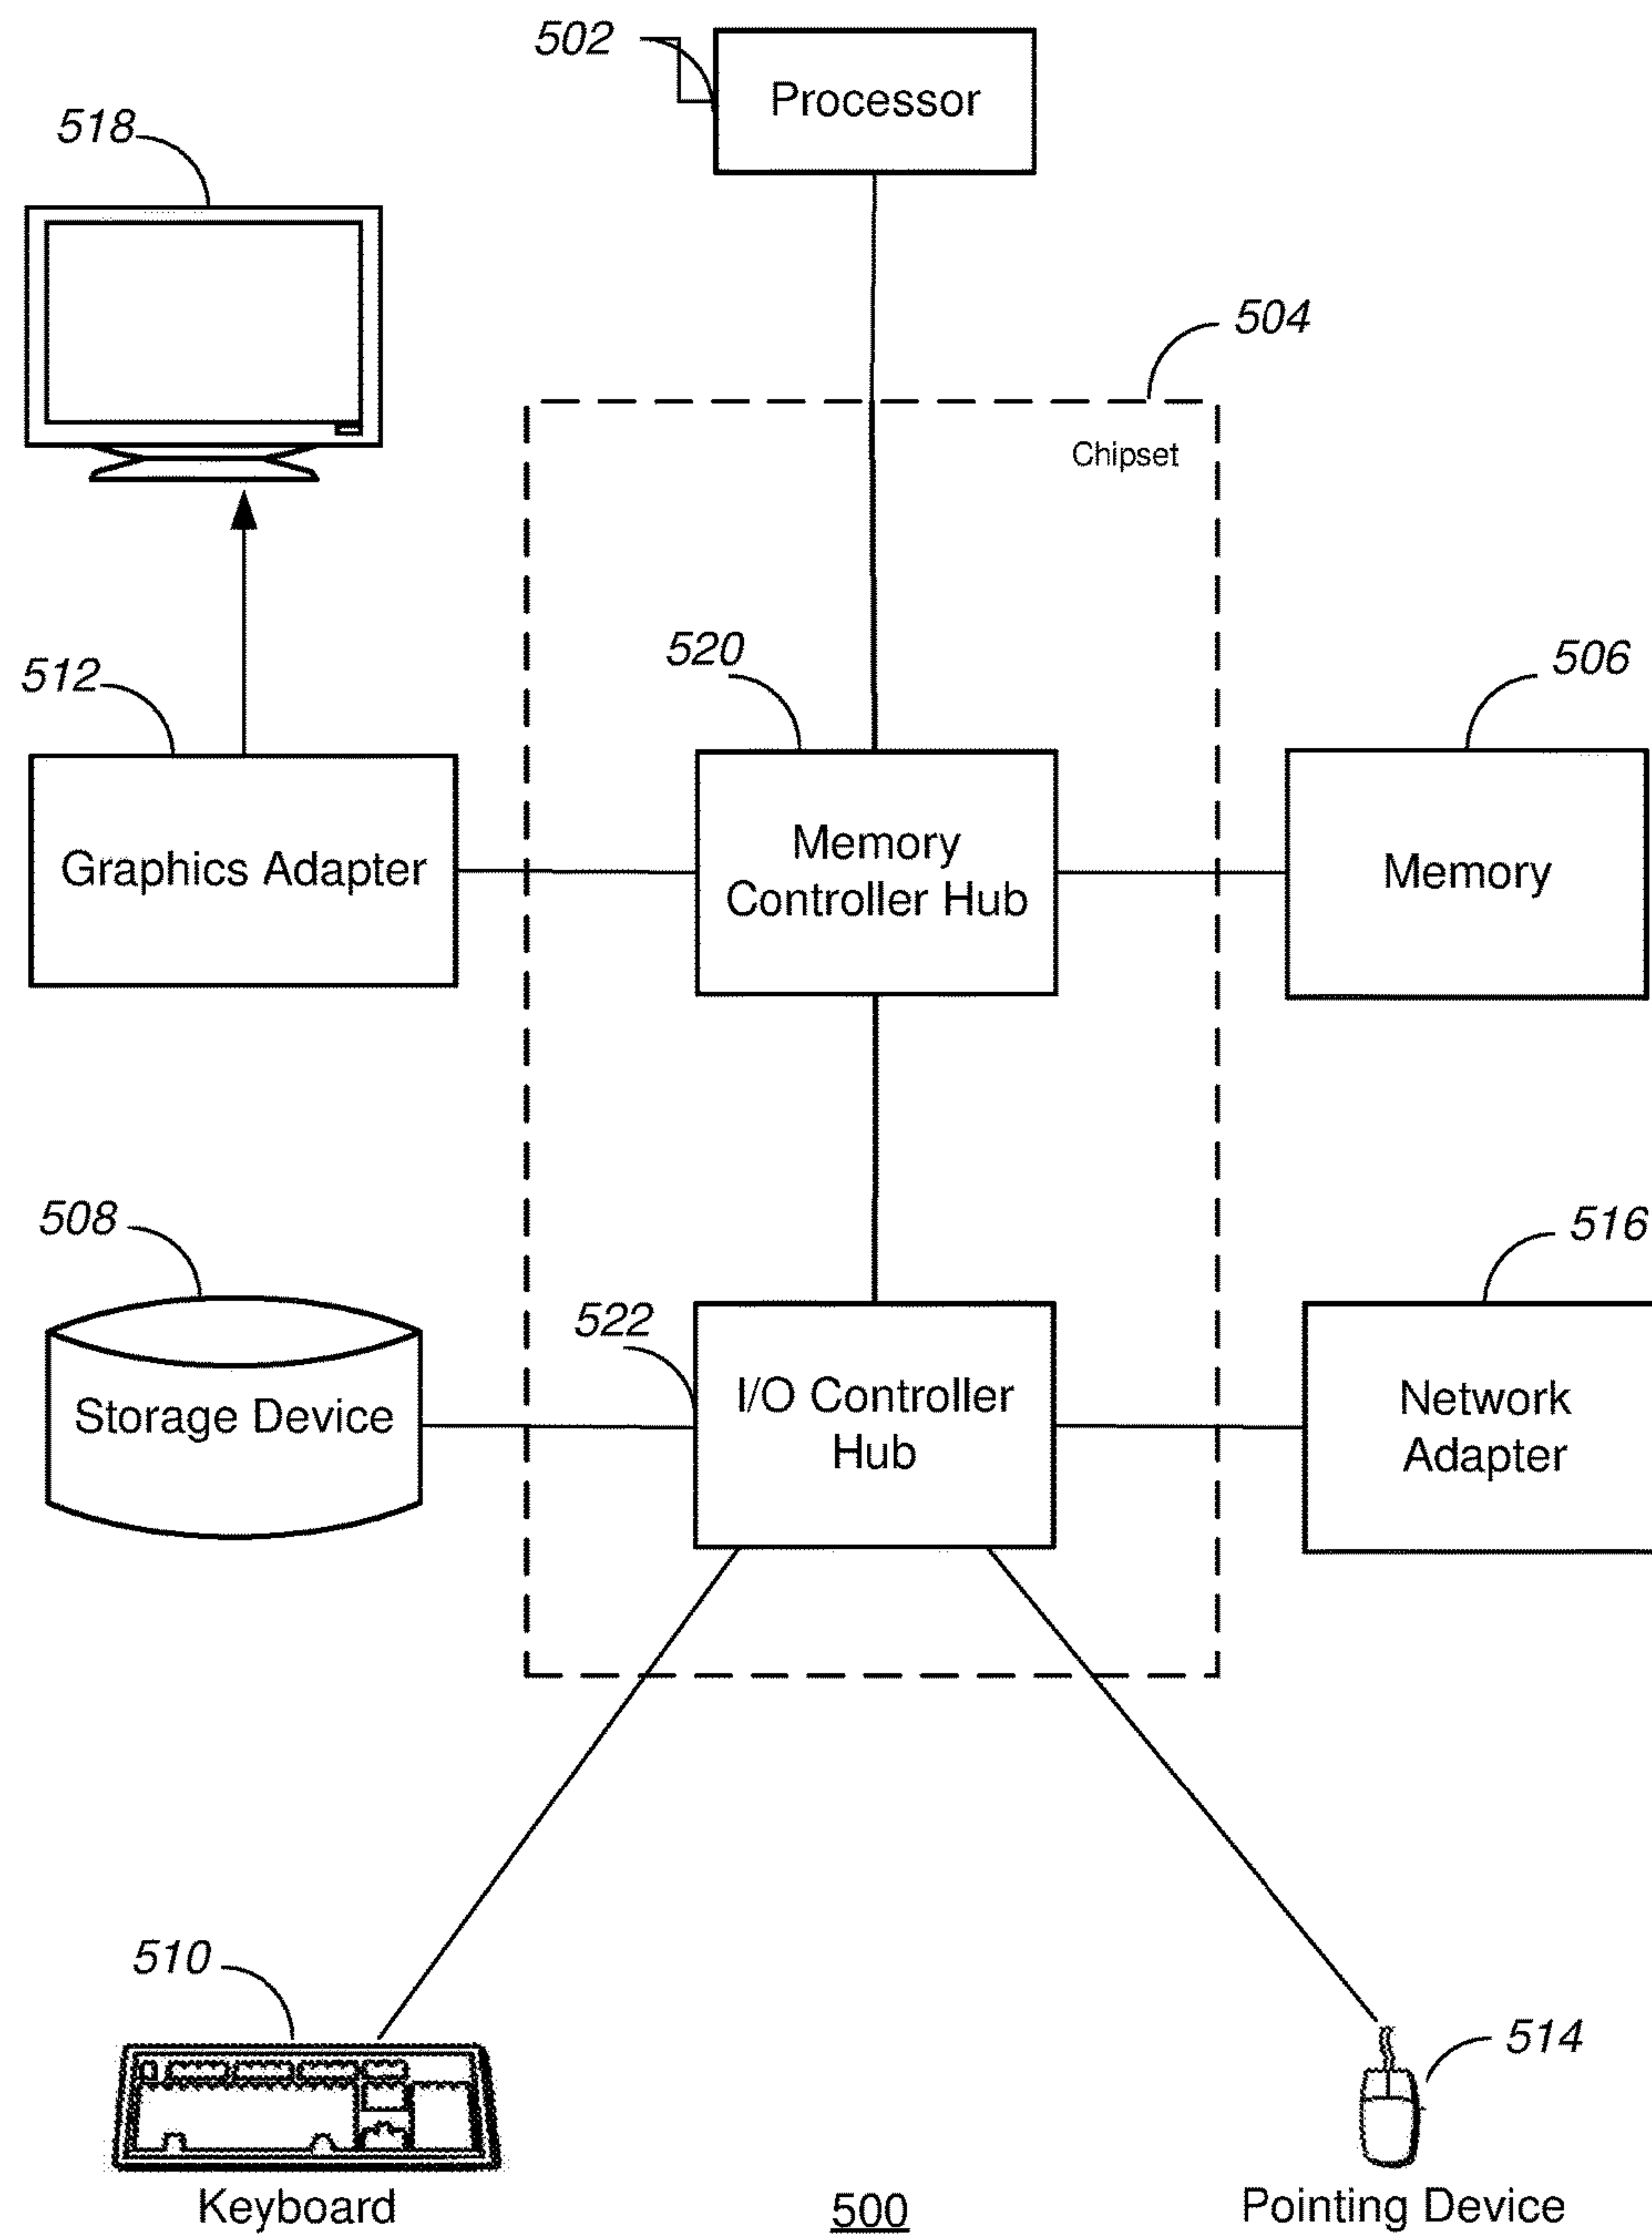 502
Processor
518
504
Chipset
520
506
512
Memory
Controller Hub
Graphics Adapter
Memory
508
516
522
I/O Controller
Hub
Storage Device
Network
Adapter
510
514
Keyboard
500
Pointing Device